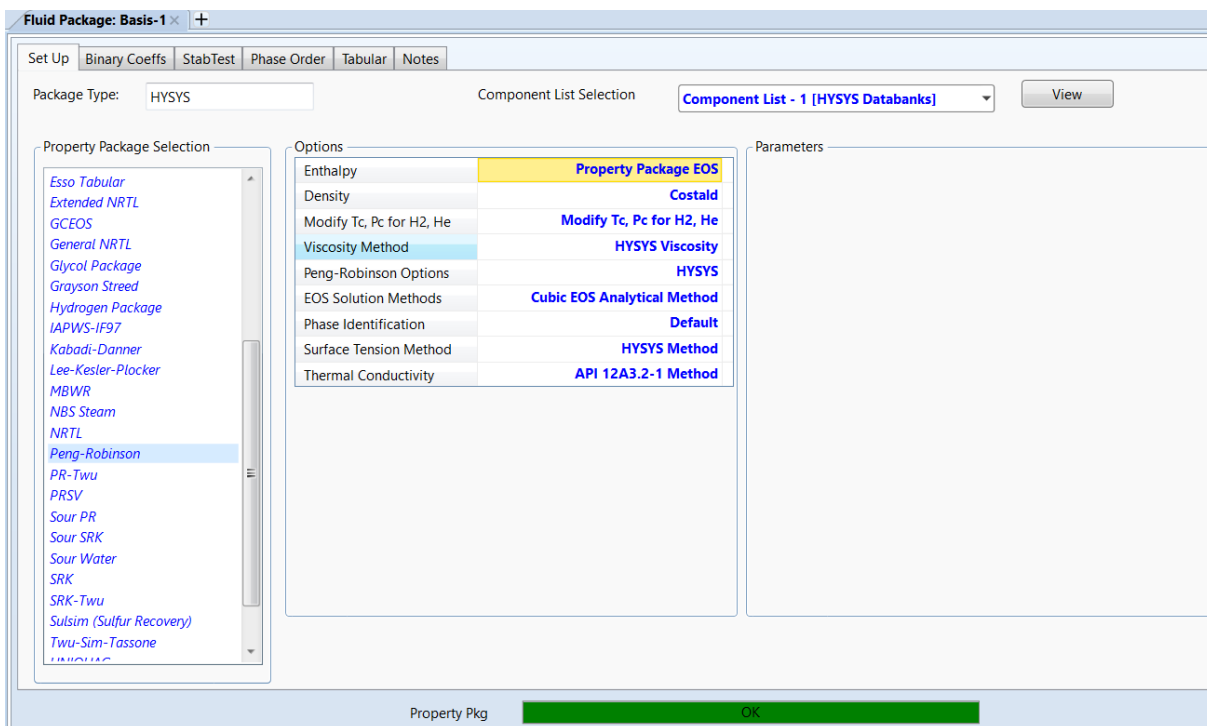 Fluid Package: Basis-1 × +
Set Up Binary Coeffs StabTest Phase Order Tabular Notes
Package Type: HYSYS Component List Selection Component List - 1 [HYSYS Databanks] View
Property Package Selection
Esso Tabular
Extended NRTL
GCEOS
General NRTL
Glycol Package
Grayson Streed
Hydrogen Package
IAPWS-IF97
Kabadi-Danner
Lee-Kesler-Plocker
MBWR
NBS Steam
NRTL
Peng-Robinson
PR-Twu
PRSV
Sour PR
Sour SRK
Sour Water
SRK
SRK-Twu
Sulsim (Sulfur Recovery)
Twu-Sim-Tassone
Options
Enthalpy Property Package EOS
Density Costald
Modify Tc, Pc for H2, He Modify Tc, Pc for H2, He
Viscosity Method HYSYS Viscosity
Peng-Robinson Options HYSYS
EOS Solution Methods Cubic EOS Analytical Method
Phase Identification Default
Surface Tension Method HYSYS Method
Thermal Conductivity API 12A3.2-1 Method
Parameters
Property Pkg OK